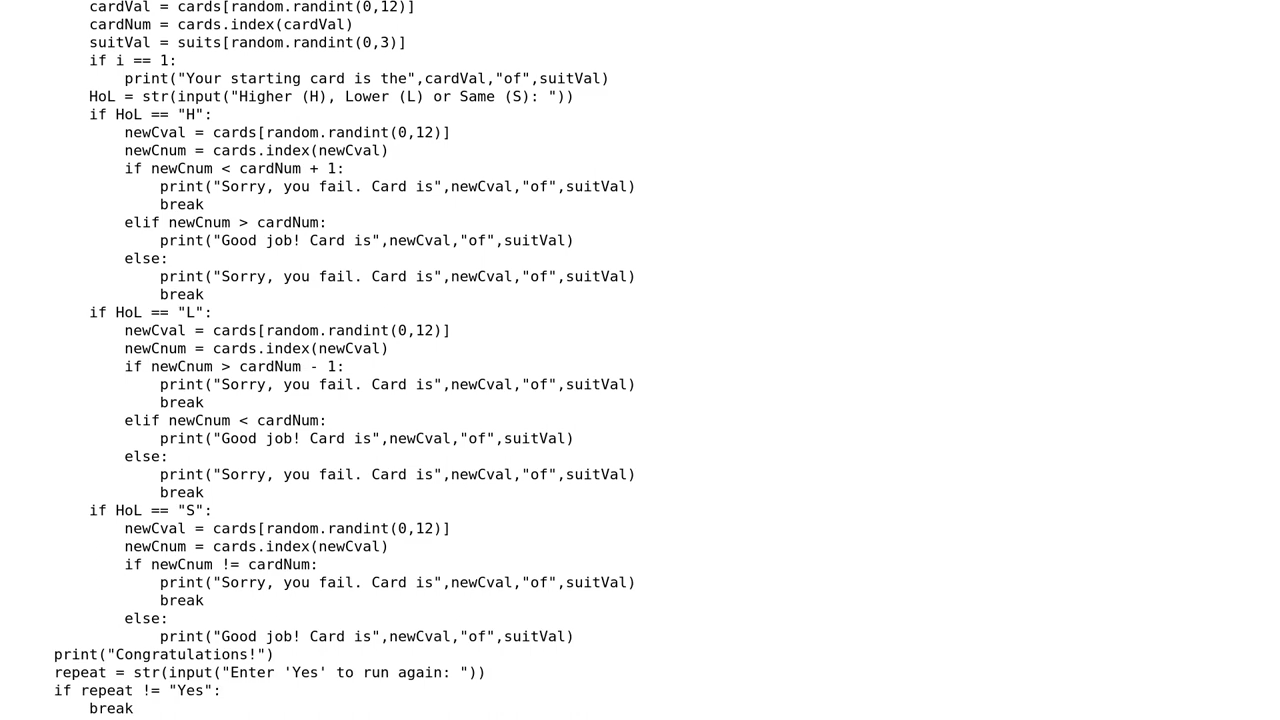 cardVal = cards[random.randint(0,12)]
cardNum = cards.index(cardVal)
suitVal = suits[random.randint(0,3)]
if i == 1:
print("Your starting card is the",cardVal,"of",suitVal)
HoL = str(input("Higher (H), Lower (L) or Same (S): "))
if HoL == "H":
newCval = cards[random.randint(0,12)]
newCnum = cards.index(newCval)
if newCnum < cardNum + 1:
print("Sorry, you fail. Card is",newCval,"of",suitVal)
break
elif newCnum > cardNum:
print("Good job! Card is",newCval,"of",suitVal)
else:
print("Sorry, you fail. Card is",newCval,"of",suitVal)
break
if HoL == "L":
newCval = cards[random.randint(0,12)]
newCnum = cards.index(newCval)
if newCnum > cardNum - 1:
print("Sorry, you fail. Card is",newCval,"of",suitVal)
break
elif newCnum < cardNum:
print("Good job! Card is",newCval,"of",suitVal)
else:
print("Sorry, you fail. Card is",newCval,"of",suitVal)
break
if HoL == "S":
newCval = cards[random.randint(0,12)]
newCnum = cards.index(newCval)
if newCnum != cardNum:
print("Sorry, you fail. Card is",newCval,"of",suitVal)
break
else:
print("Good job! Card is",newCval,"of",suitVal)
print("Congratulations!")
repeat = str(input("Enter 'Yes' to run again: "))
if repeat != "Yes":
break